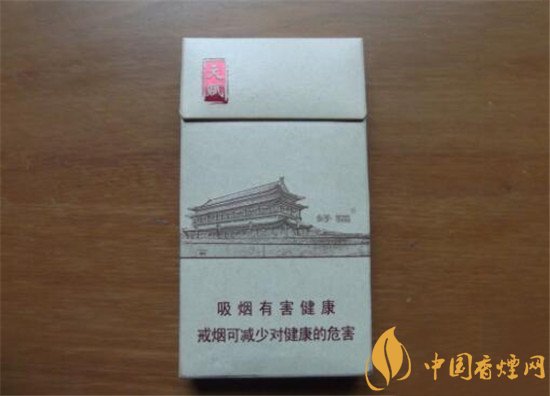 天赋
吸烟有害健康
戒烟可减少对健康的危害
中国香烟网